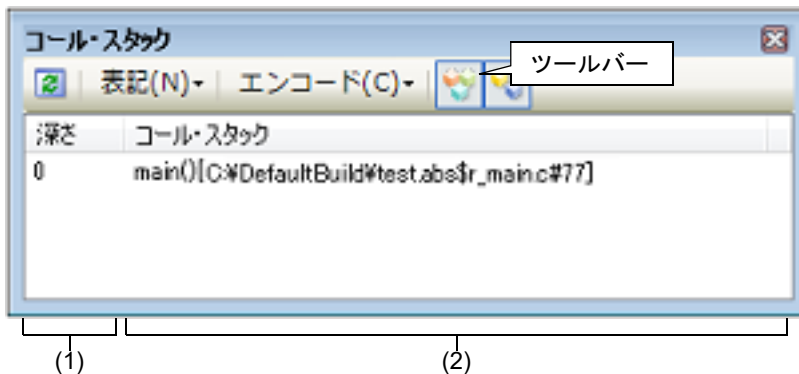 コール・スタック
表記(N)▾ エンコード(C)▾ ツールバー
深さ コール・スタック
0 main()[C:¥DefaultBuild¥test.abs$r_main.c#77]
(1) (2)